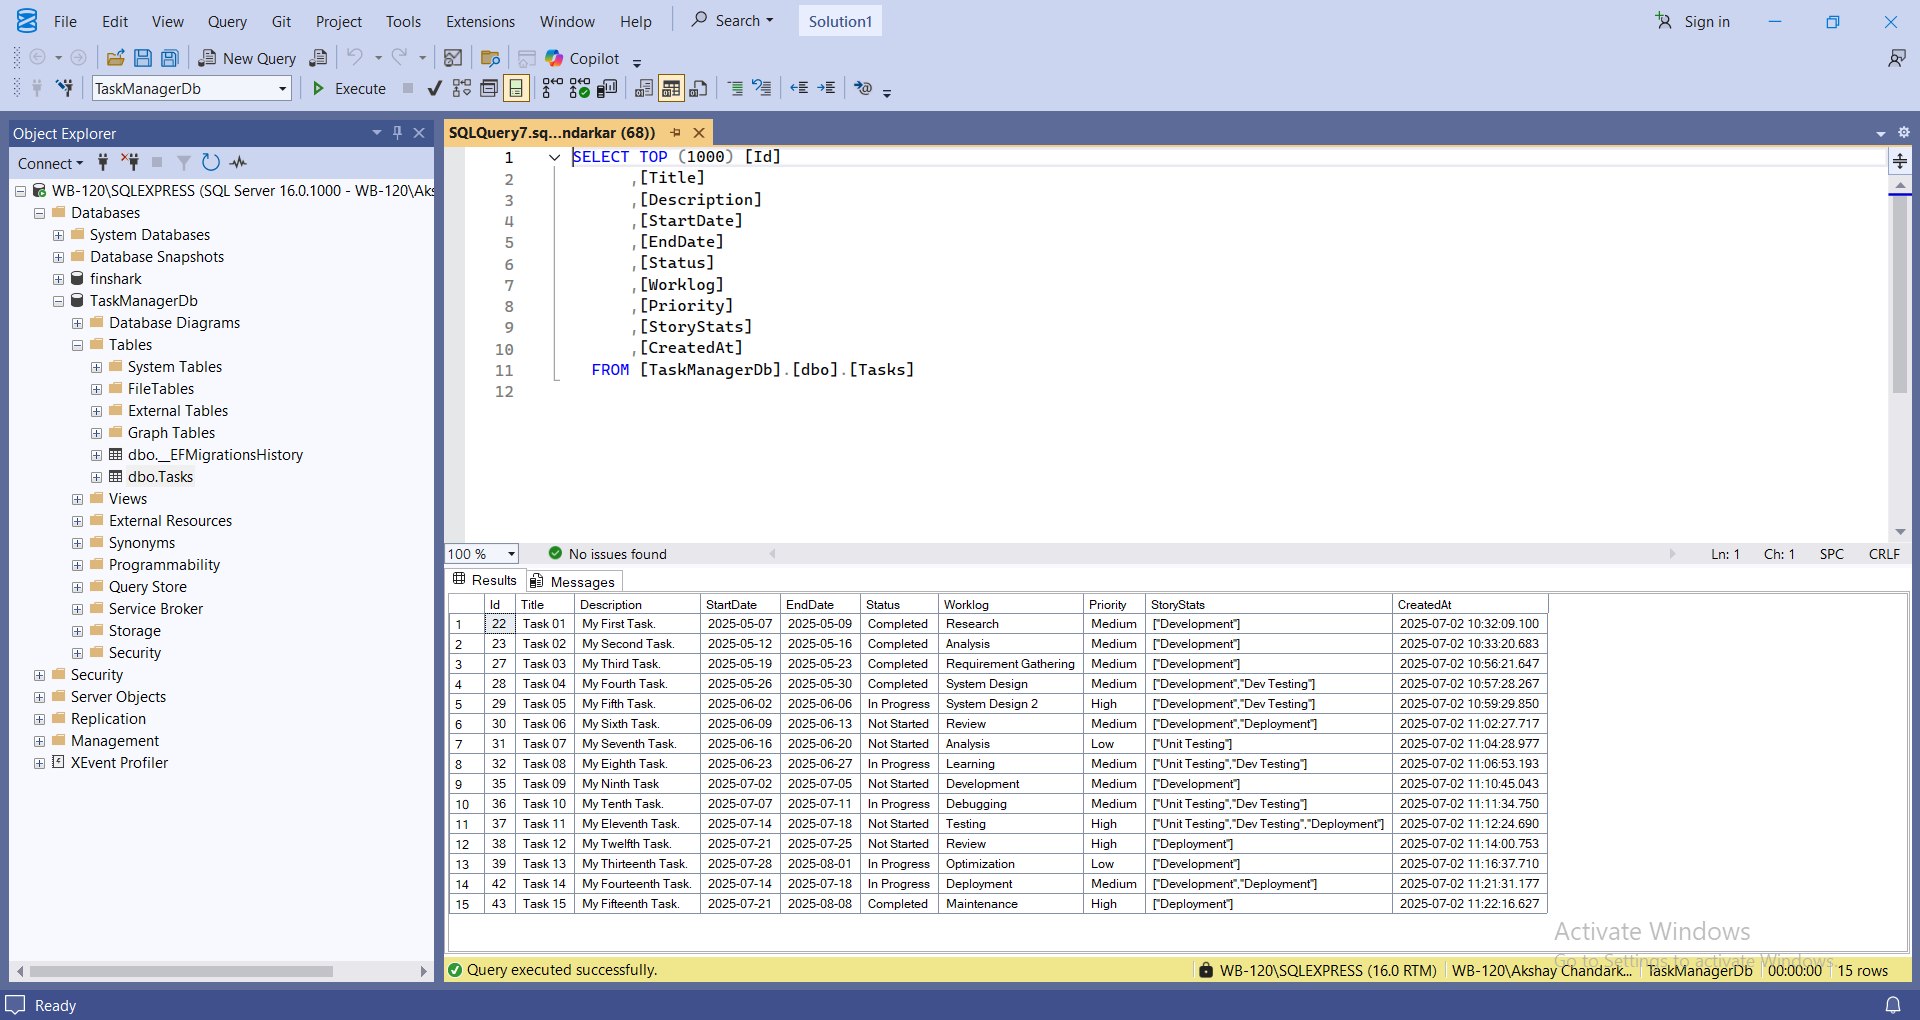 File Edit View Query Git Project Tools Extensions Window Help Search Solution1 Sign in
New Query Copilot
TaskManagerDb Execute
Object Explorer
Connect
WB-120\SQLEXPRESS (SQL Server 16.0.1000 - WB-120\Aks
Databases
System Databases
Database Snapshots
finshark
TaskManagerDb
Database Diagrams
Tables
System Tables
FileTables
External Tables
Graph Tables
dbo.__EFMigrationsHistory
dbo.Tasks
Views
External Resources
Synonyms
Programmability
Query Store
Service Broker
Storage
Security
Security
Server Objects
Replication
Management
XEvent Profiler
SQLQuery7.sq...ndarkar (68))
1 SELECT TOP (1000) [Id]
2 ,[Title]
3 ,[Description]
4 ,[StartDate]
5 ,[EndDate]
6 ,[Status]
7 ,[Worklog]
8 ,[Priority]
9 ,[StoryStats]
10 ,[CreatedAt]
11 FROM [TaskManagerDb].[dbo].[Tasks]
12
100 % No issues found Ln: 1 Ch: 1 SPC CRLF
Results Messages
Id Title Description StartDate EndDate Status Worklog Priority StoryStats CreatedAt
1 22 Task 01 My First Task. 2025-05-07 2025-05-09 Completed Research Medium ["Development"] 2025-07-02 10:32:09.100
2 23 Task 02 My Second Task. 2025-05-12 2025-05-16 Completed Analysis Medium ["Development"] 2025-07-02 10:33:20.683
3 27 Task 03 My Third Task. 2025-05-19 2025-05-23 Completed Requirement Gathering Medium ["Development"] 2025-07-02 10:56:21.647
4 28 Task 04 My Fourth Task. 2025-05-26 2025-05-30 Completed System Design Medium ["Development","Dev Testing"] 2025-07-02 10:57:28.267
5 29 Task 05 My Fifth Task. 2025-06-02 2025-06-06 In Progress System Design 2 High ["Development","Dev Testing"] 2025-07-02 10:59:29.850
6 30 Task 06 My Sixth Task. 2025-06-09 2025-06-13 Not Started Review Medium ["Development","Deployment"] 2025-07-02 11:02:27.717
7 31 Task 07 My Seventh Task. 2025-06-16 2025-06-20 Not Started Analysis Low ["Unit Testing"] 2025-07-02 11:04:28.977
8 32 Task 08 My Eighth Task. 2025-06-23 2025-06-27 In Progress Learning Medium ["Unit Testing","Dev Testing"] 2025-07-02 11:06:53.193
9 35 Task 09 My Ninth Task 2025-07-02 2025-07-05 Not Started Development Medium ["Development"] 2025-07-02 11:10:45.043
10 36 Task 10 My Tenth Task. 2025-07-07 2025-07-11 In Progress Debugging Medium ["Unit Testing","Dev Testing"] 2025-07-02 11:11:34.750
11 37 Task 11 My Eleventh Task. 2025-07-14 2025-07-18 Not Started Testing High ["Unit Testing","Dev Testing","Deployment"] 2025-07-02 11:12:24.690
12 38 Task 12 My Twelfth Task. 2025-07-21 2025-07-25 Not Started Review High ["Deployment"] 2025-07-02 11:14:00.753
13 39 Task 13 My Thirteenth Task. 2025-07-28 2025-08-01 In Progress Optimization Low ["Development"] 2025-07-02 11:16:37.710
14 42 Task 14 My Fourteenth Task. 2025-07-14 2025-07-18 In Progress Deployment Medium ["Development","Deployment"] 2025-07-02 11:21:31.177
15 43 Task 15 My Fifteenth Task. 2025-07-21 2025-08-08 Completed Maintenance High ["Deployment"] 2025-07-02 11:22:16.627
Activate Windows
Go to Settings to activate Windows.
Query executed successfully. WB-120\SQLEXPRESS (16.0 RTM) WB-120\Akshay Chandark... TaskManagerDb 00:00:00 15 rows
Ready